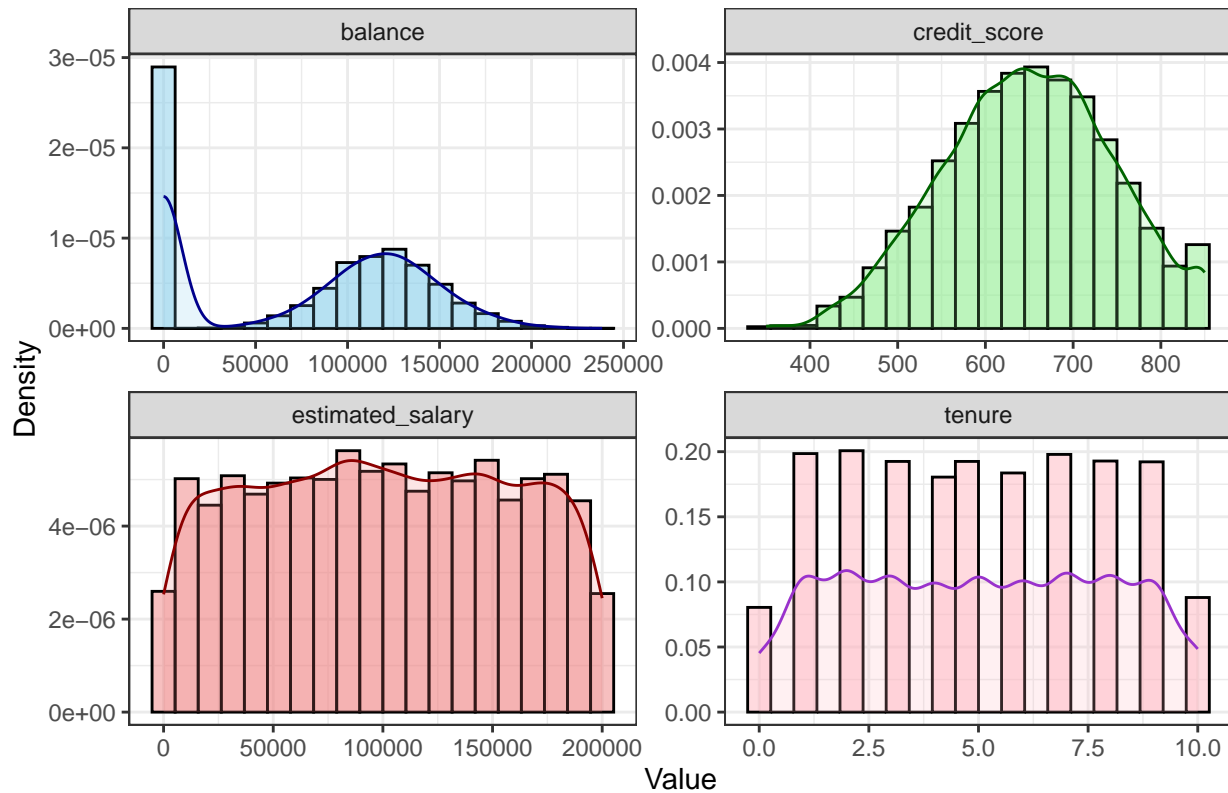 balance
credit_score
3e-05
2e-05
1e-05
0e+00
0 50000 100000 150000 200000 250000
0.004
0.003
0.002
0.001
0.000
400 500 600 700 800
Density
estimated_salary
tenure
4e-06
2e-06
0e+00
0 50000 100000 150000 200000
0.20
0.15
0.10
0.05
0.00
0.0 2.5 5.0 7.5 10.0
Value